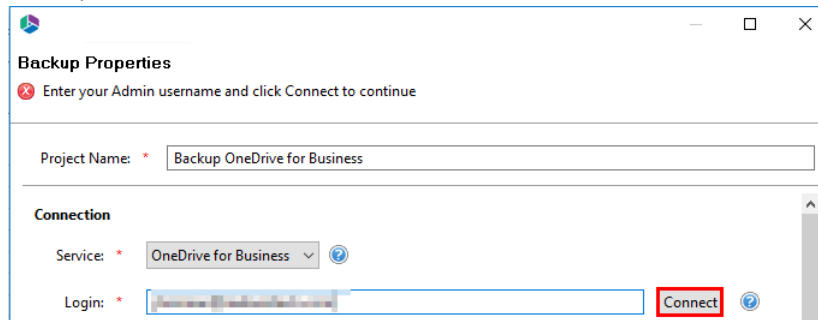 Backup Properties
Enter your Admin username and click Connect to continue
Project Name: * Backup OneDrive for Business
Connection
Service: * OneDrive for Business
Login: * Connect